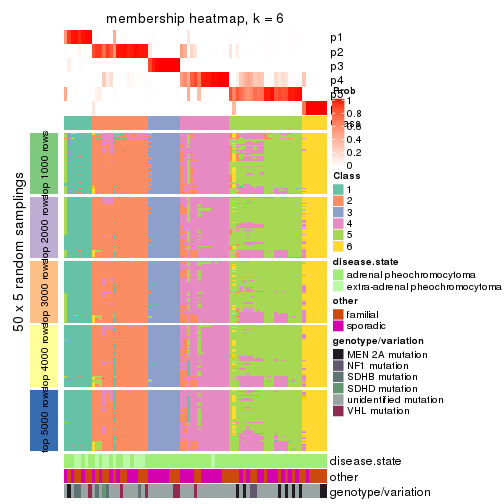 membership heatmap, k = 6
p1
p2
p3
p4
p5
Prob
1
0.8
0.6
0.4
0.2
0
Class
1
2
3
4
5
6
disease.state
adrenal pheochromocytoma
extra-adrenal pheochromocytoma
other
familial
sporadic
genotype/variation
MEN 2A mutation
NF1 mutation
SDHB mutation
SDHD mutation
unidentified mutation
VHL mutation
50 x 5 random samplings
top 1000 rows
top 2000 rows
top 3000 rows
top 4000 rows
top 5000 rows
disease.state
other
genotype/variation